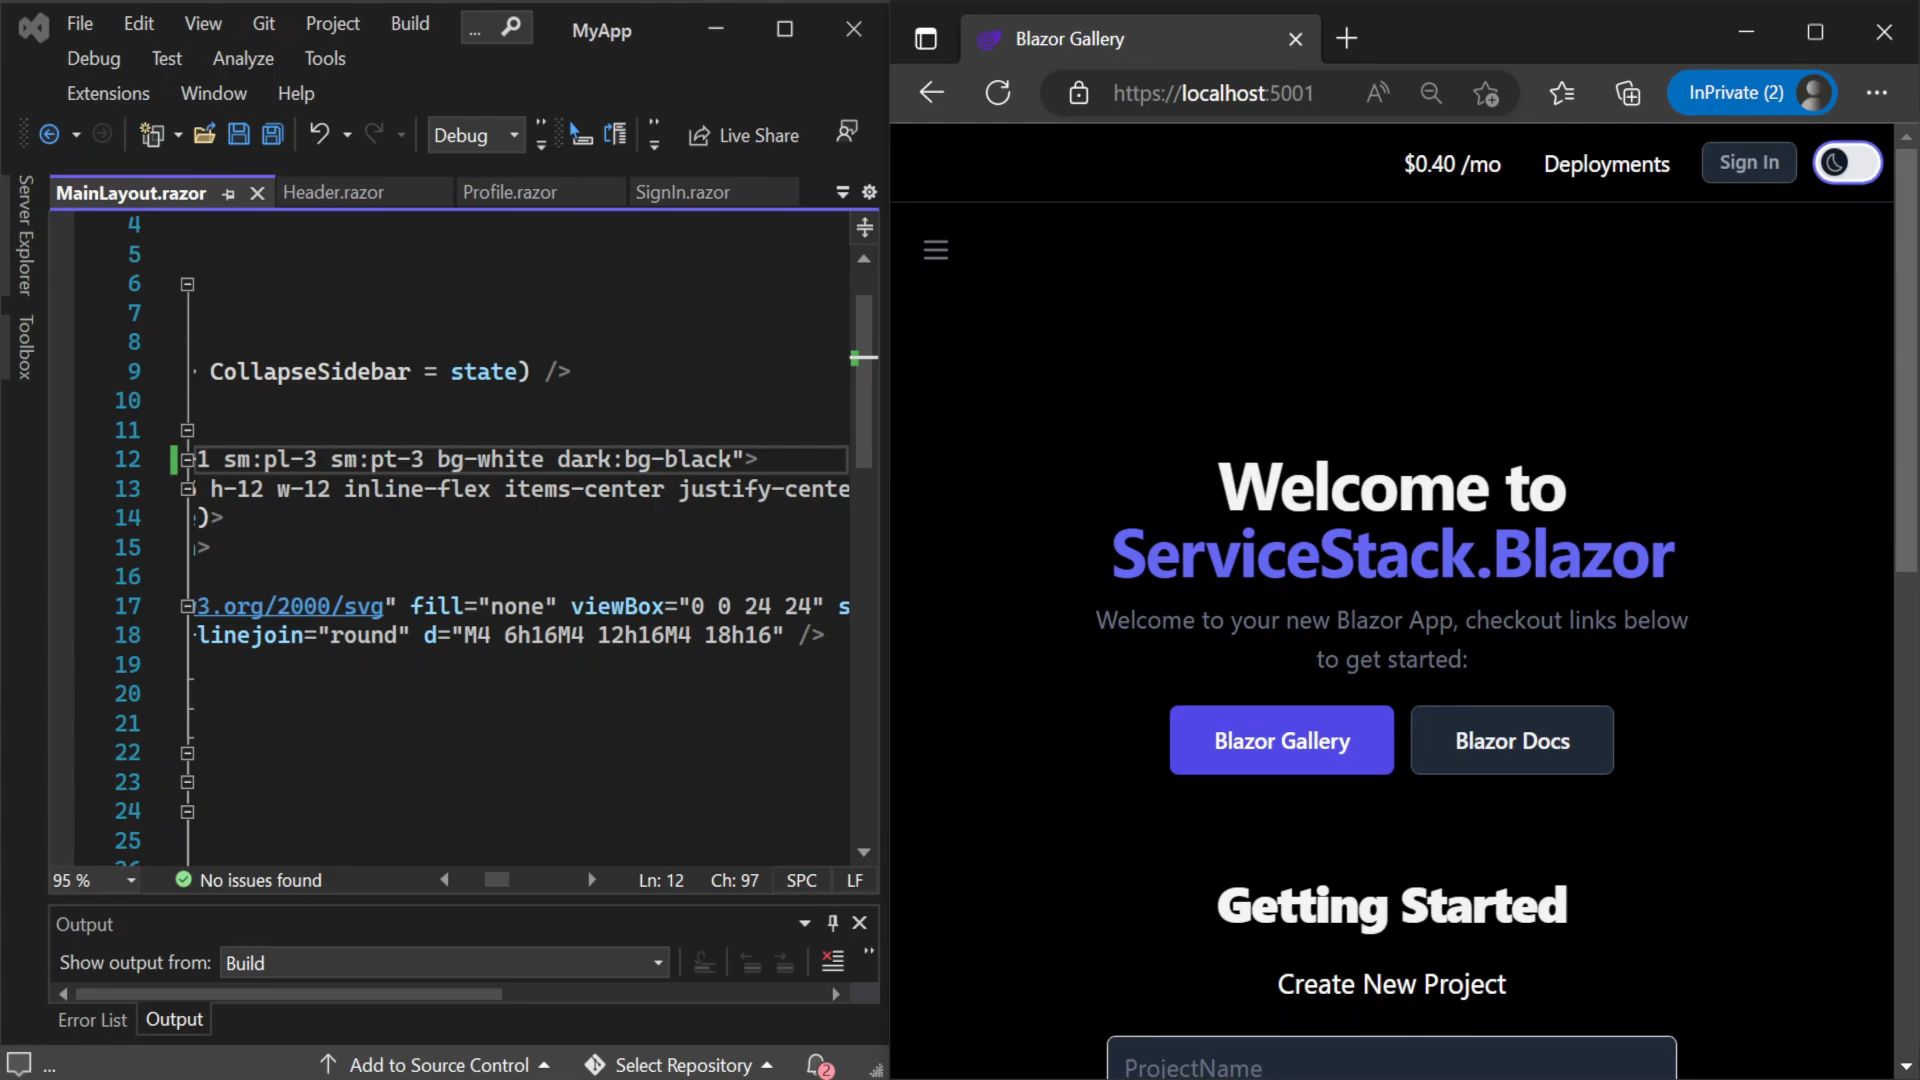 File Edit View Git Project Build ... MyApp
Debug Test Analyze Tools
Extensions Window Help
Debug Live Share
MainLayout.razor Header.razor Profile.razor SignIn.razor
Server Explorer
Toolbox
4
5
6
7
8
9 CollapseSidebar = state) />
10
11
12 1 sm:pl-3 sm:pt-3 bg-white dark:bg-black">
13 h-12 w-12 inline-flex items-center justify-cente
14 )>
15 >
16
17 3.org/2000/svg" fill="none" viewBox="0 0 24 24" s
18 linejoin="round" d="M4 6h16M4 12h16M4 18h16" />
19
20
21
22
23
24
25
95 % No issues found Ln: 12 Ch: 97 SPC LF
Output
Show output from: Build
Error List Output
... Add to Source Control Select Repository 2
Blazor Gallery
https://localhost:5001 InPrivate (2)
$0.40 /mo Deployments Sign In
Welcome to
ServiceStack.Blazor
Welcome to your new Blazor App, checkout links below
to get started:
Blazor Gallery Blazor Docs
Getting Started
Create New Project
ProjectName